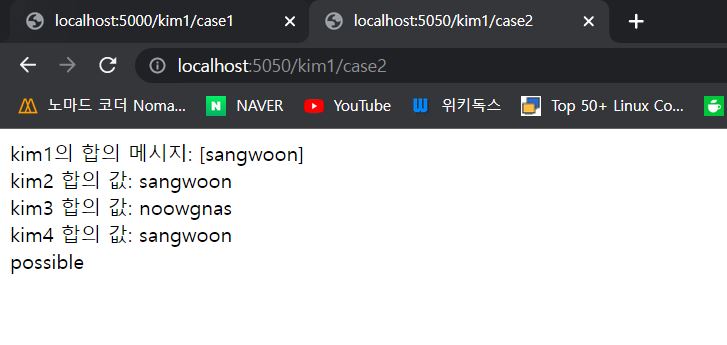 localhost:5000/kim1/case1
localhost:5050/kim1/case2
localhost:5050/kim1/case2
노마드 코더 Noma...
NAVER
YouTube
위키독스
Top 50+ Linux Co...
kim1의 합의 메시지: [sangwoon]
kim2 합의 값: sangwoon
kim3 합의 값: noowgnas
kim4 합의 값: sangwoon
possible